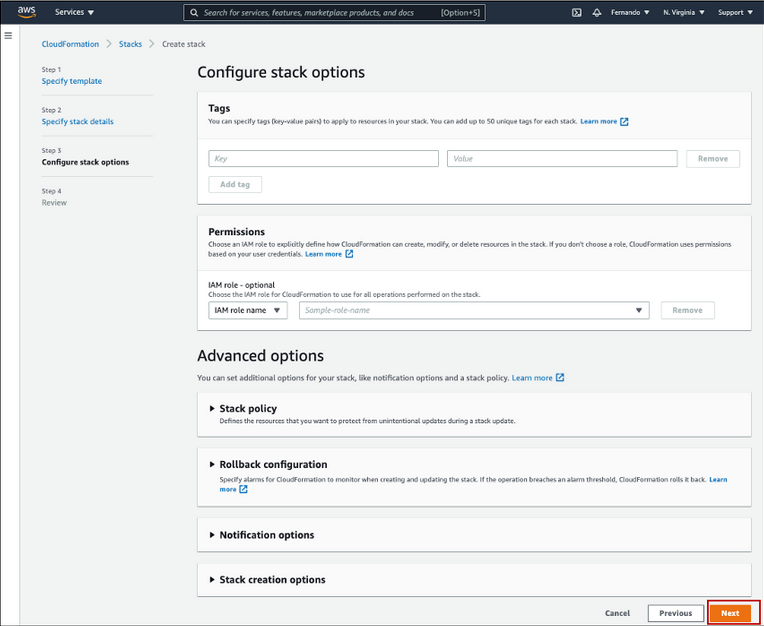 aws
Services
Search for services, features, marketplace products, and docs [Option+S]
Fernando
N. Virginia
Support
CloudFormation
Stacks
Create stack
Step 1
Specify template
Step 2
Specify stack details
Step 3
Configure stack options
Step 4
Review
Configure stack options
Tags
You can specify tags (key-value pairs) to apply to resources in your stack. You can add up to 50 unique tags for each stack. Learn more
Key
Value
Remove
Add tag
Permissions
Choose an IAM role to explicitly define how CloudFormation can create, modify, or delete resources in the stack. If you don't choose a role, CloudFormation uses permissions
based on your user credentials. Learn more
IAM role - optional
Choose the IAM role for CloudFormation to use for all operations performed on the stack.
IAM role name
Sample-role-name
Remove
Advanced options
You can set additional options for your stack, like notification options and a stack policy. Learn more
Stack policy
Defines the resources that you want to protect from unintentional updates during a stack update.
Rollback configuration
Specify alarms for CloudFormation to monitor when creating and updating the stack. If the operation breaches an alarm threshold, CloudFormation rolls it back. Learn
more
Notification options
Stack creation options
Cancel
Previous
Next